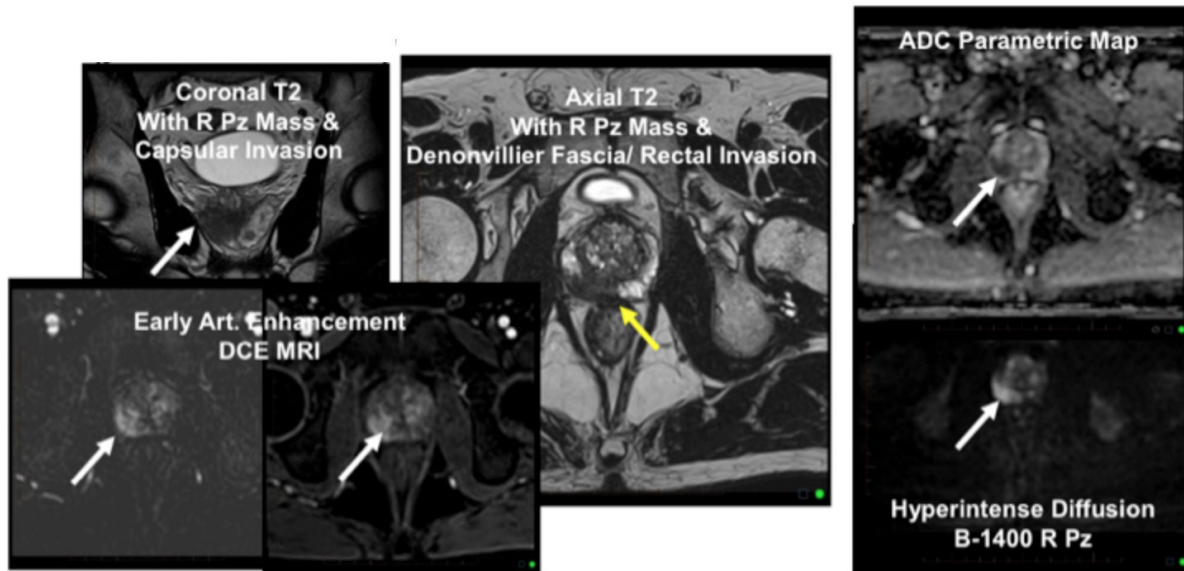 Coronal T2
With R Pz Mass &
Capsular Invasion
Axial T2
With R Pz Mass &
Denonvillier Fascia/ Rectal Invasion
ADC Parametric Map
Early Art. Enhancement
DCE MRI
Hyperintense Diffusion
B-1400 R Pz